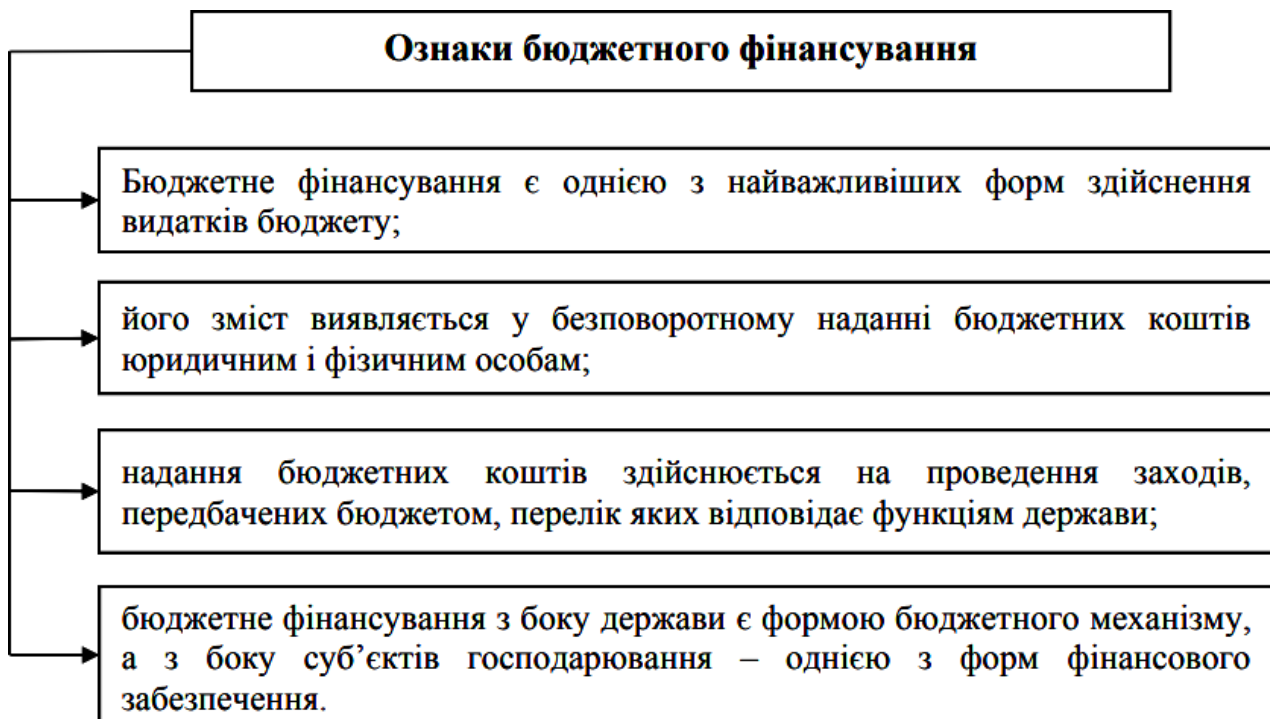 Ознаки бюджетного фінансування
Бюджетне фінансування є однією з найважливіших форм здійснення
видатків бюджету;
його зміст виявляється у безповоротному наданні бюджетних коштів
юридичним і фізичним особам;
надання бюджетних коштів здійснюється на проведення заходів,
передбачених бюджетом, перелік яких відповідає функціям держави;
бюджетне фінансування з боку держави є формою бюджетного механізму,
а з боку суб’єктів господарювання – однією з форм фінансового
забезпечення.